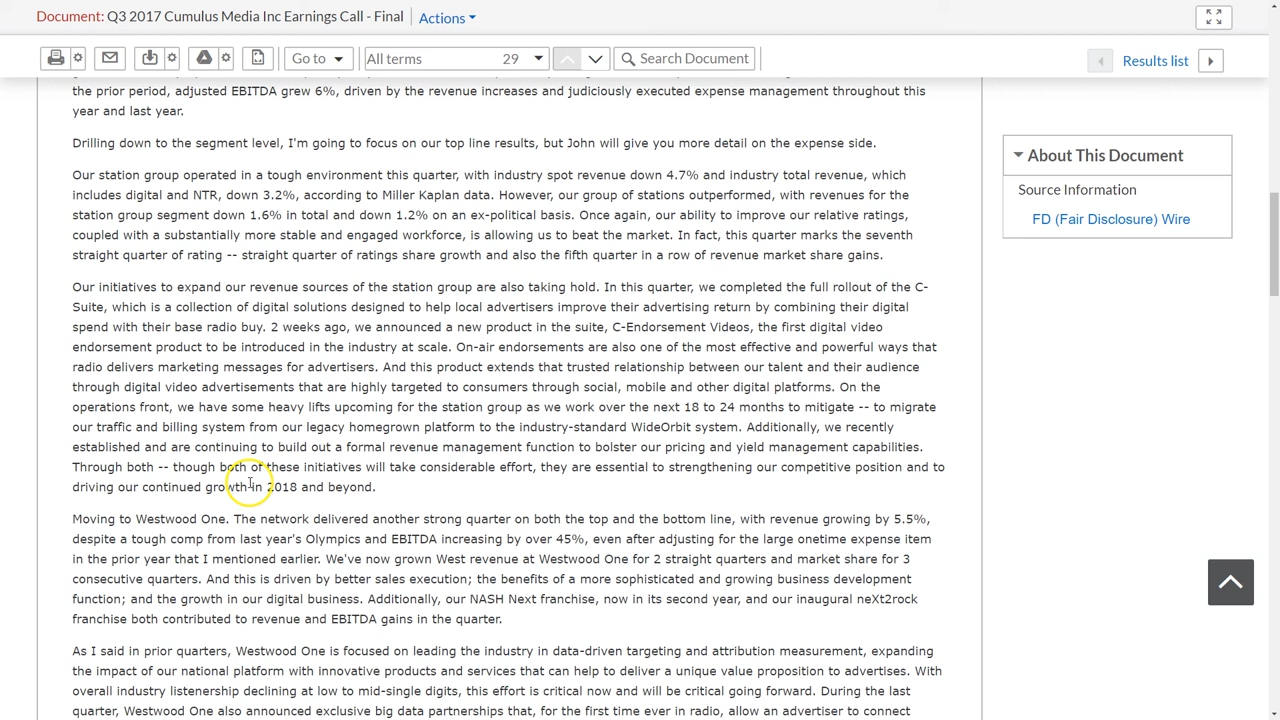 Document: Q3 2017 Cumulus Media Inc Earnings Call - Final
Actions
Go to
All terms 29
Search Document
Results list
the prior period, adjusted EBITDA grew 6%, driven by the revenue increases and judiciously executed expense management throughout this
year and last year.
Drilling down to the segment level, I'm going to focus on our top line results, but John will give you more detail on the expense side.
Our station group operated in a tough environment this quarter, with industry spot revenue down 4.7% and industry total revenue, which
includes digital and NTR, down 3.2%, according to Miller Kaplan data. However, our group of stations outperformed, with revenues for the
station group segment down 1.6% in total and down 1.2% on an ex-political basis. Once again, our ability to improve our relative ratings,
coupled with a substantially more stable and engaged workforce, is allowing us to beat the market. In fact, this quarter marks the seventh
straight quarter of rating -- straight quarter of ratings share growth and also the fifth quarter in a row of revenue market share gains.
Our initiatives to expand our revenue sources of the station group are also taking hold. In this quarter, we completed the full rollout of the C-
Suite, which is a collection of digital solutions designed to help local advertisers improve their advertising return by combining their digital
spend with their base radio buy. 2 weeks ago, we announced a new product in the suite, C-Endorsement Videos, the first digital video
endorsement product to be introduced in the industry at scale. On-air endorsements are also one of the most effective and powerful ways that
radio delivers marketing messages for advertisers. And this product extends that trusted relationship between our talent and their audience
through digital video advertisements that are highly targeted to consumers through social, mobile and other digital platforms. On the
operations front, we have some heavy lifts upcoming for the station group as we work over the next 18 to 24 months to mitigate -- to migrate
our traffic and billing system from our legacy homegrown platform to the industry-standard WideOrbit system. Additionally, we recently
established and are continuing to build out a formal revenue management function to bolster our pricing and yield management capabilities.
Through both -- though both of these initiatives will take considerable effort, they are essential to strengthening our competitive position and to
driving our continued growth in 2018 and beyond.
Moving to Westwood One. The network delivered another strong quarter on both the top and the bottom line, with revenue growing by 5.5%,
despite a tough comp from last year's Olympics and EBITDA increasing by over 45%, even after adjusting for the large onetime expense item
in the prior year that I mentioned earlier. We've now grown West revenue at Westwood One for 2 straight quarters and market share for 3
consecutive quarters. And this is driven by better sales execution; the benefits of a more sophisticated and growing business development
function; and the growth in our digital business. Additionally, our NASH Next franchise, now in its second year, and our inaugural neXt2rock
franchise both contributed to revenue and EBITDA gains in the quarter.
As I said in prior quarters, Westwood One is focused on leading the industry in data-driven targeting and attribution measurement, expanding
the impact of our national platform with innovative products and services that can help to deliver a unique value proposition to advertises. With
overall industry listenership declining at low to mid-single digits, this effort is critical now and will be critical going forward. During the last
quarter, Westwood One also announced exclusive big data partnerships that, for the first time ever in radio, allow an advertiser to connect
About This Document
Source Information
FD (Fair Disclosure) Wire